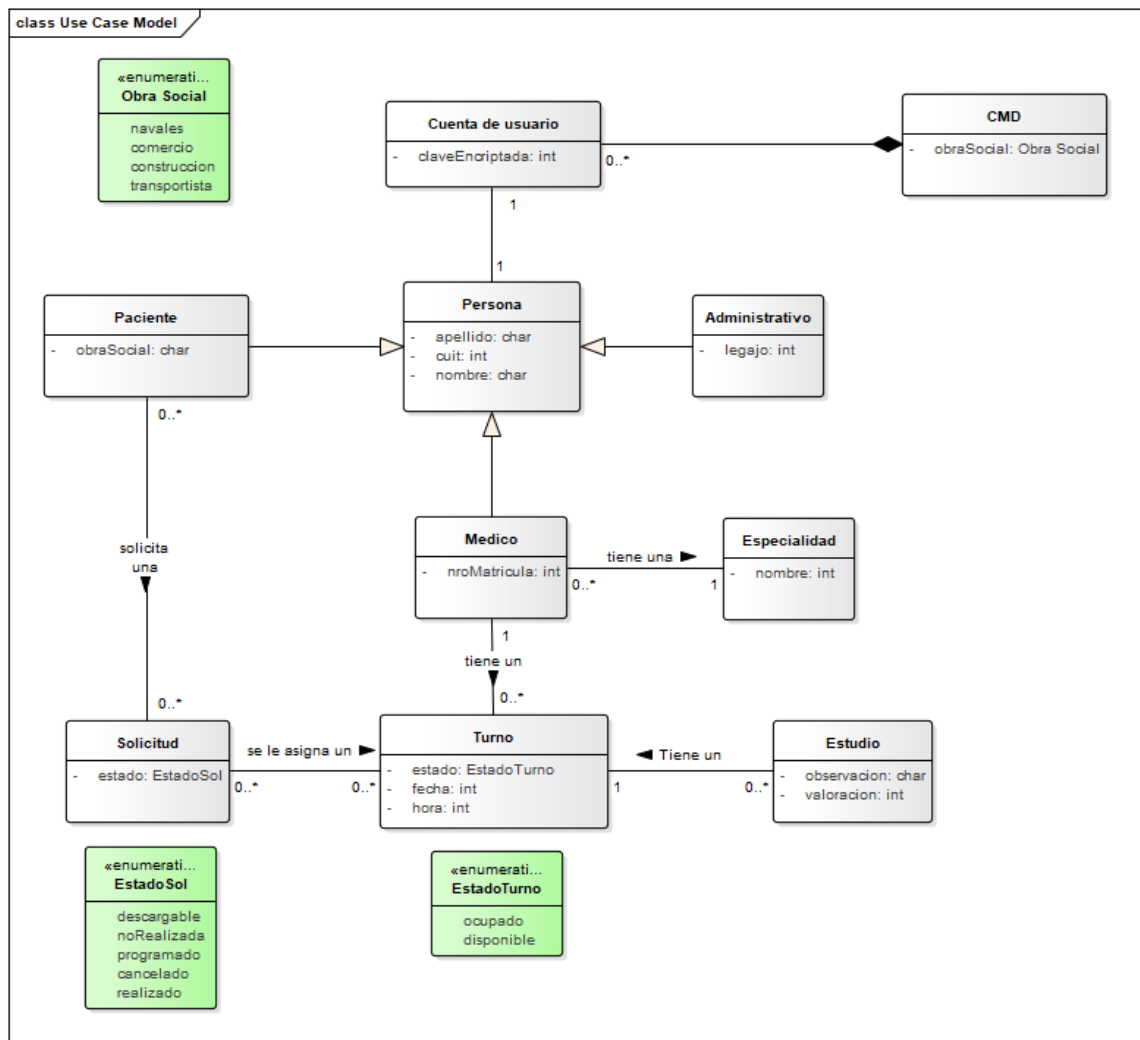 class Use Case Model
«enumerati...
Obra Social
navales
comercio
construccion
transportista
Cuenta de usuario
- claveEncriptada: int
0..*
CMD
- obraSocial: Obra Social
1
1
Paciente
- obraSocial: char
0..*
Persona
- apellido: char
- cuit: int
- nombre: char
Administrativo
- legajo: int
solicita
una
0..*
Medico
- nroMatricula: int
tiene una
0..*
1
Especialidad
- nombre: int
1
tiene un
0..*
Solicitud
- estado: EstadoSol
se le asigna un
0..*
0..*
Turno
- estado: EstadoTurno
- fecha: int
- hora: int
Tiene un
1
0..*
Estudio
- observacion: char
- valoracion: int
«enumerati...
EstadoSol
descargable
noRealizada
programado
cancelado
realizado
«enumerati...
EstadoTurno
ocupado
disponible